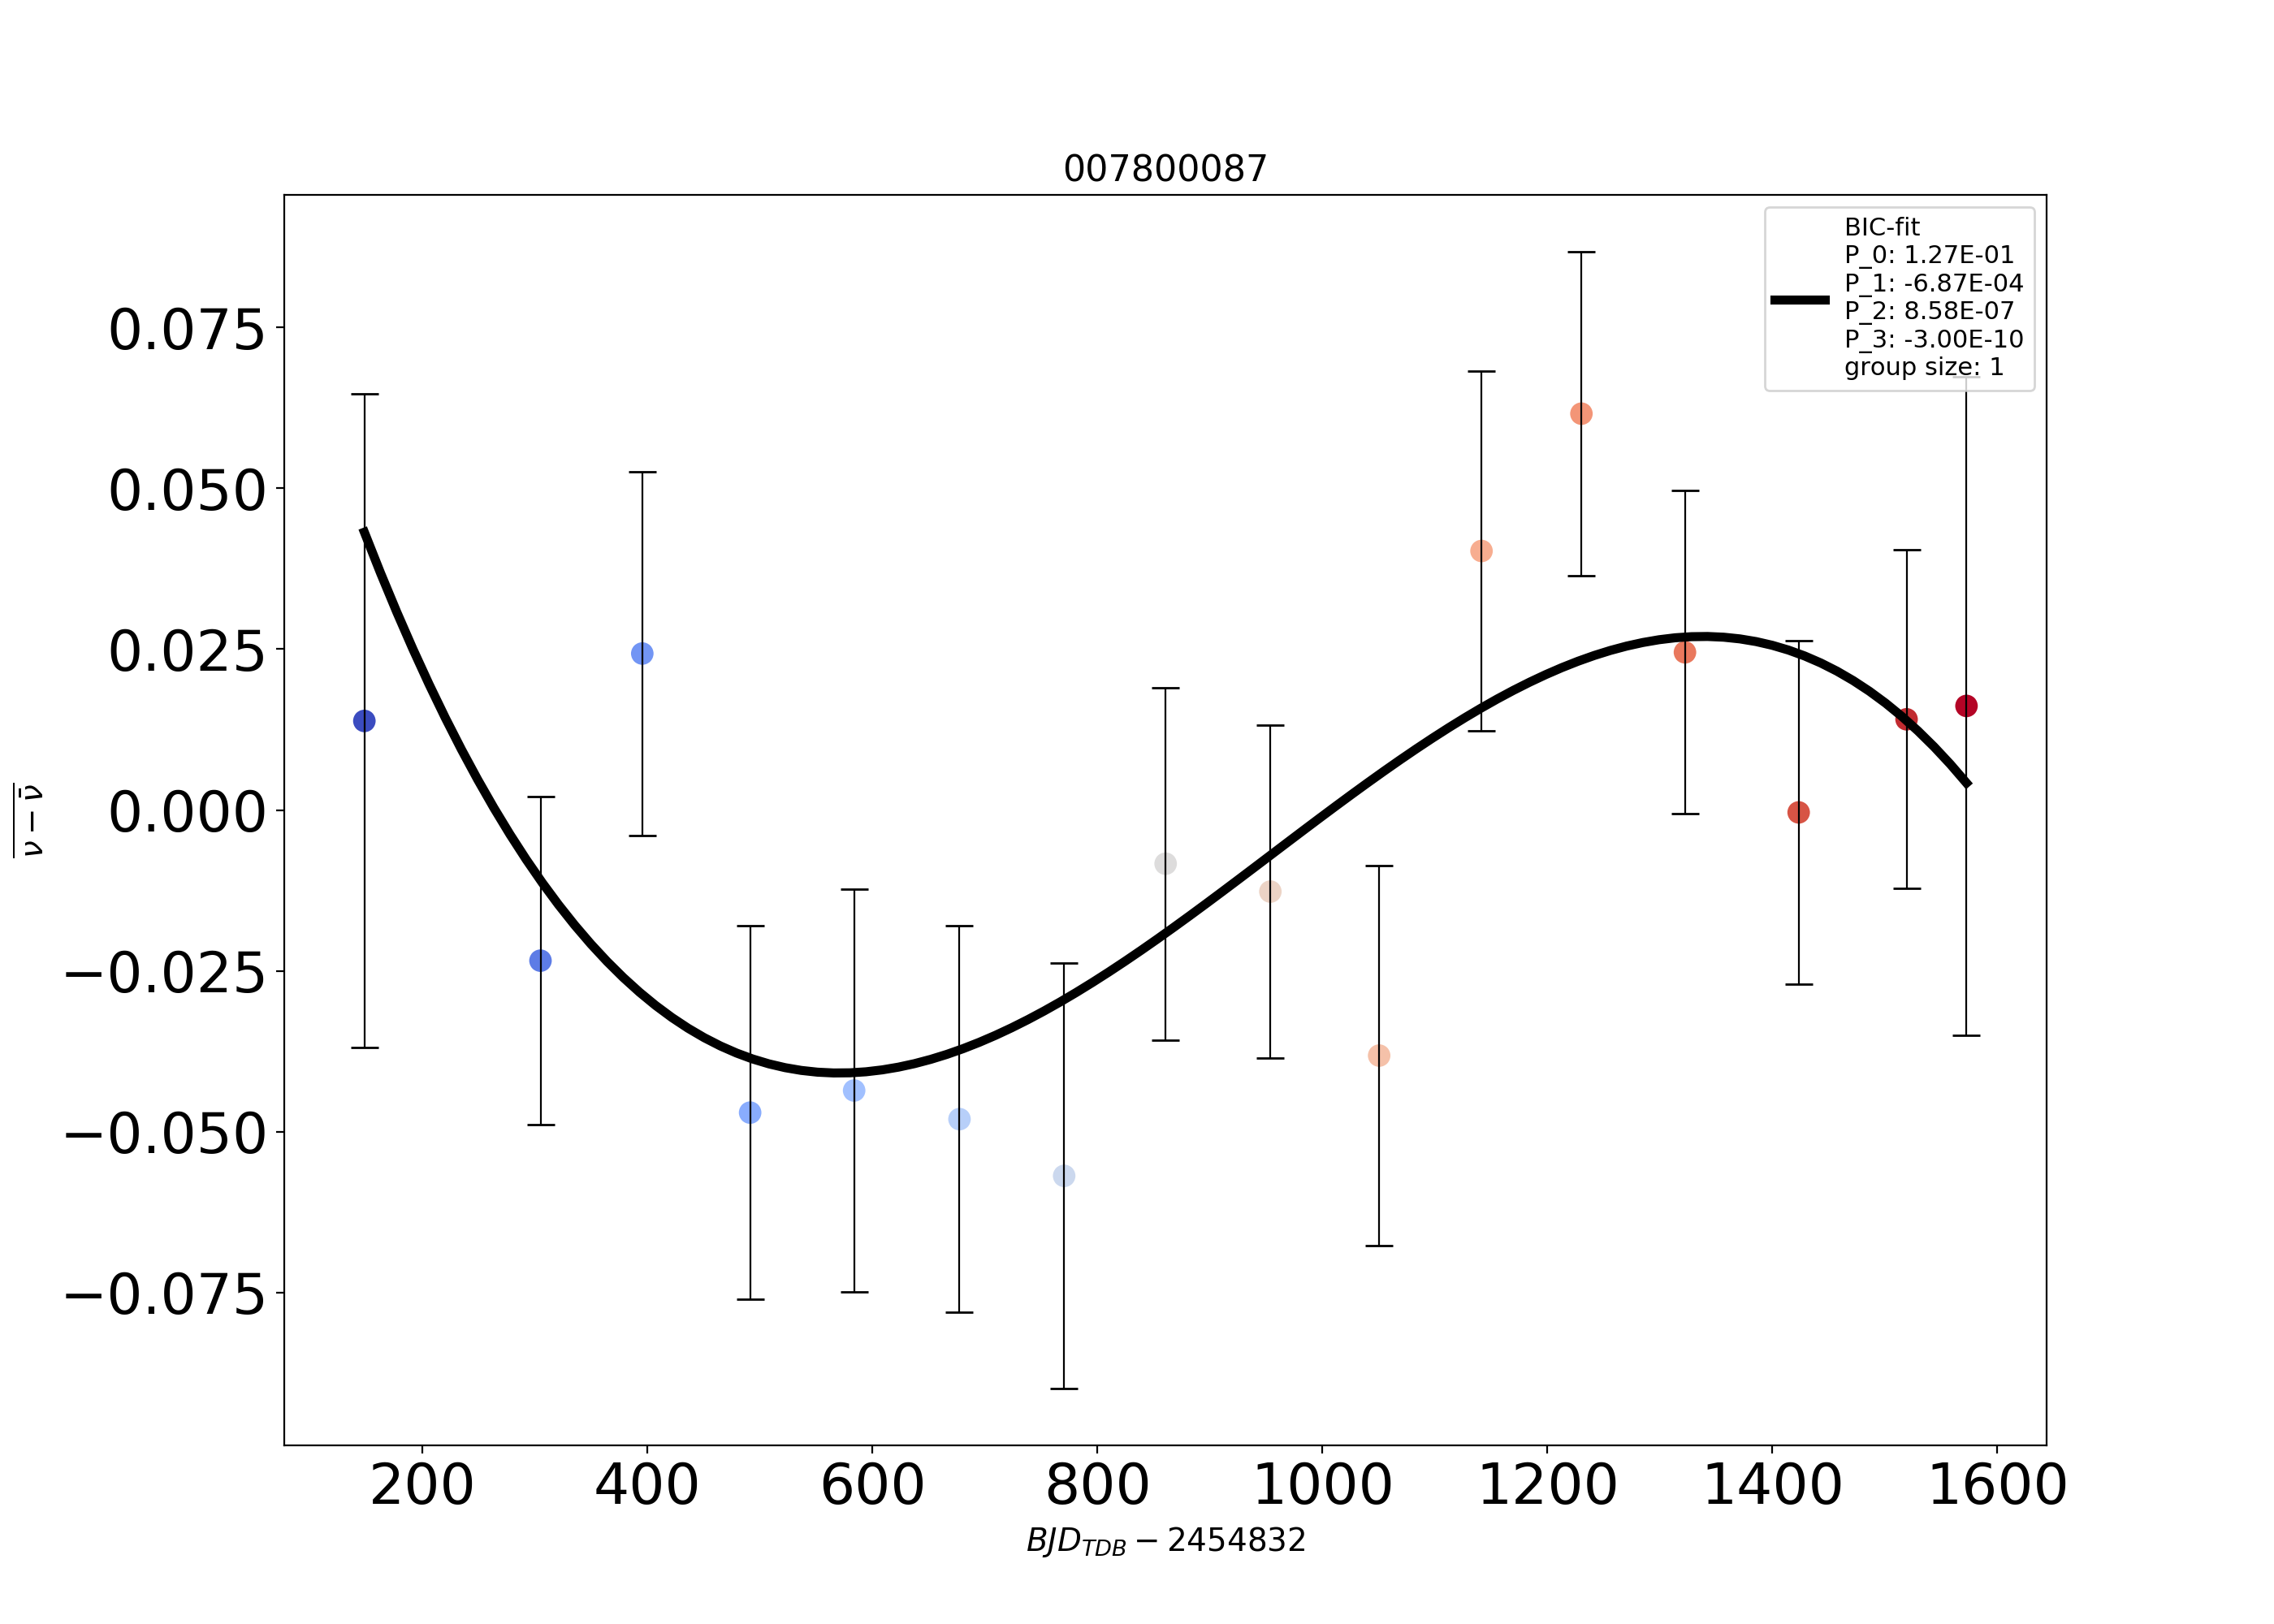 007800087
BIC-fit
P_0: 1.27E-01
P_1: -6.87E-04
P_2: 8.58E-07
P_3: -3.00E-10
group size: 1
0.075
0.050
0.025
0.000
−0.025
−0.050
−0.075
ν − ν̄
200 400 600 800 1000 1200 1400 1600
BJD_TDB − 2454832